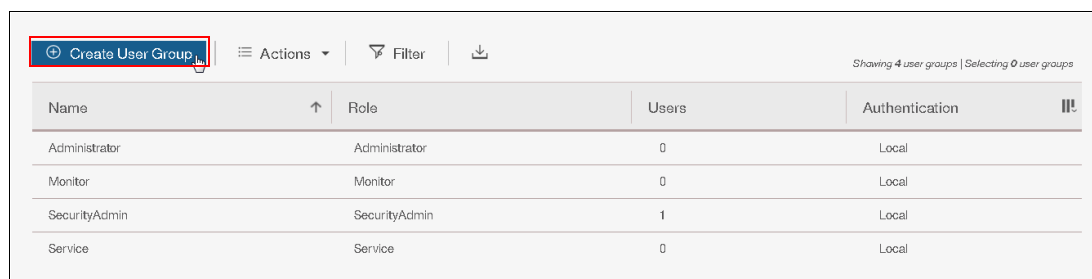 Create User Group Actions Filter
Showing 4 user groups | Selecting 0 user groups
Name Role Users Authentication
Administrator Administrator 0 Local
Monitor Monitor 0 Local
SecurityAdmin SecurityAdmin 1 Local
Service Service 0 Local